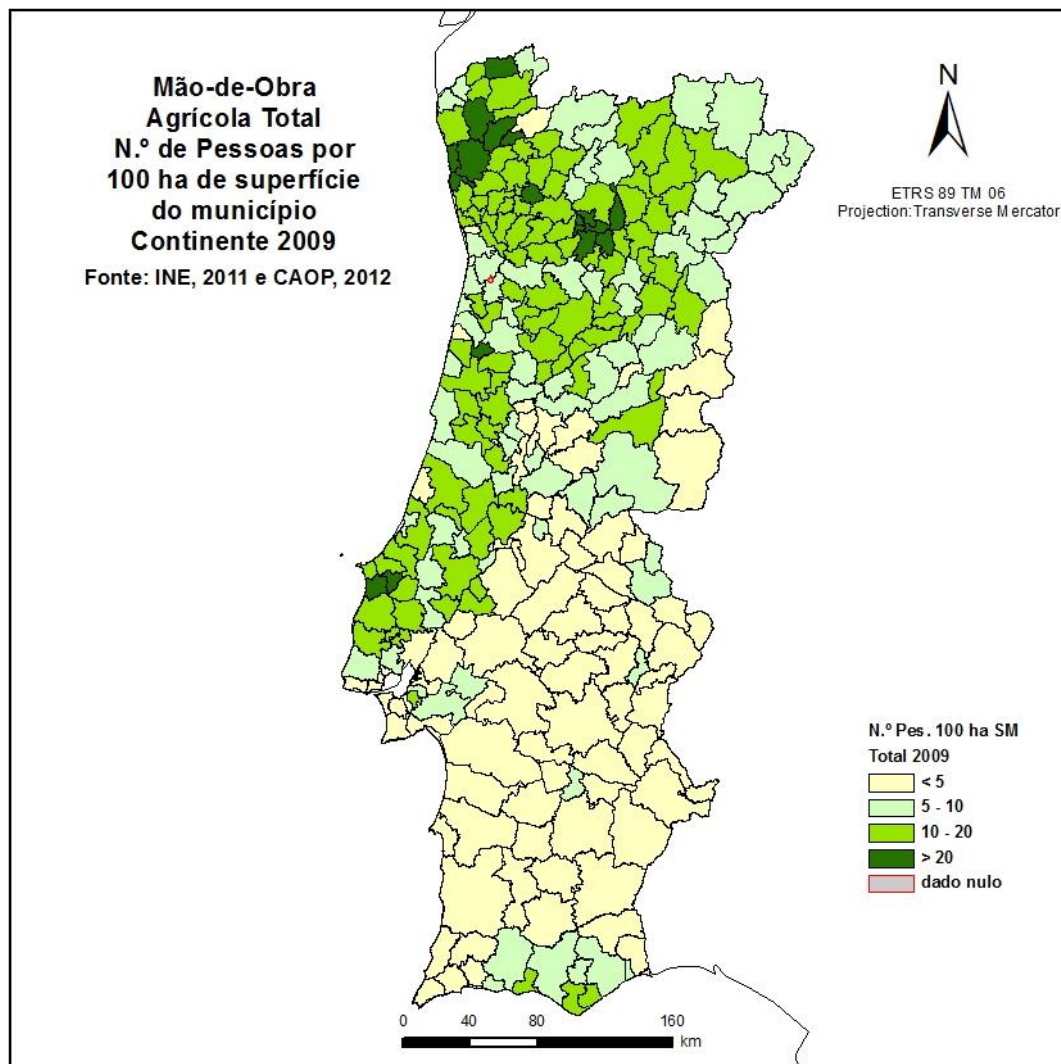 Mão-de-Obra
Agrícola Total
N.º de Pessoas por
100 ha de superfície
do município
Continente 2009
Fonte: INE, 2011 e CAOP, 2012
N
ETRS 89 TM 06
Projection: Transverse Mercator
N.º Pes. 100 ha SM
Total 2009
< 5
5 - 10
10 - 20
> 20
dado nulo
0 40 80 160
km